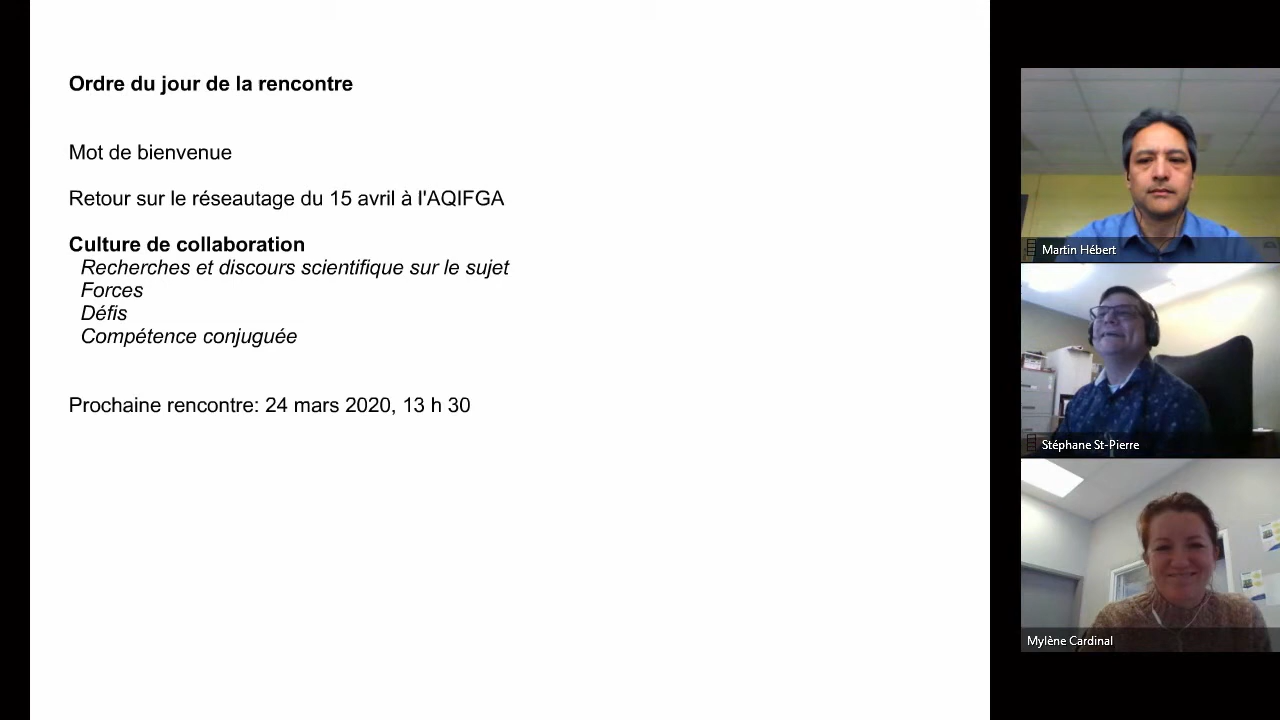 Ordre du jour de la rencontre
Mot de bienvenue
Retour sur le réseautage du 15 avril à l'AQIFGA
Culture de collaboration
Recherches et discours scientifique sur le sujet
Forces
Défis
Compétence conjuguée
Prochaine rencontre: 24 mars 2020, 13 h 30
Martin Hébert
Stéphane St-Pierre
Mylène Cardinal